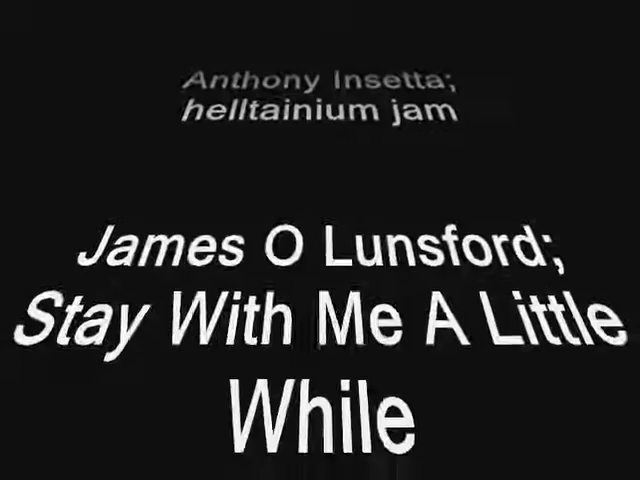 Anthony Insetta;
helltainium jam
James O Lunsford;
Stay With Me A Little
While